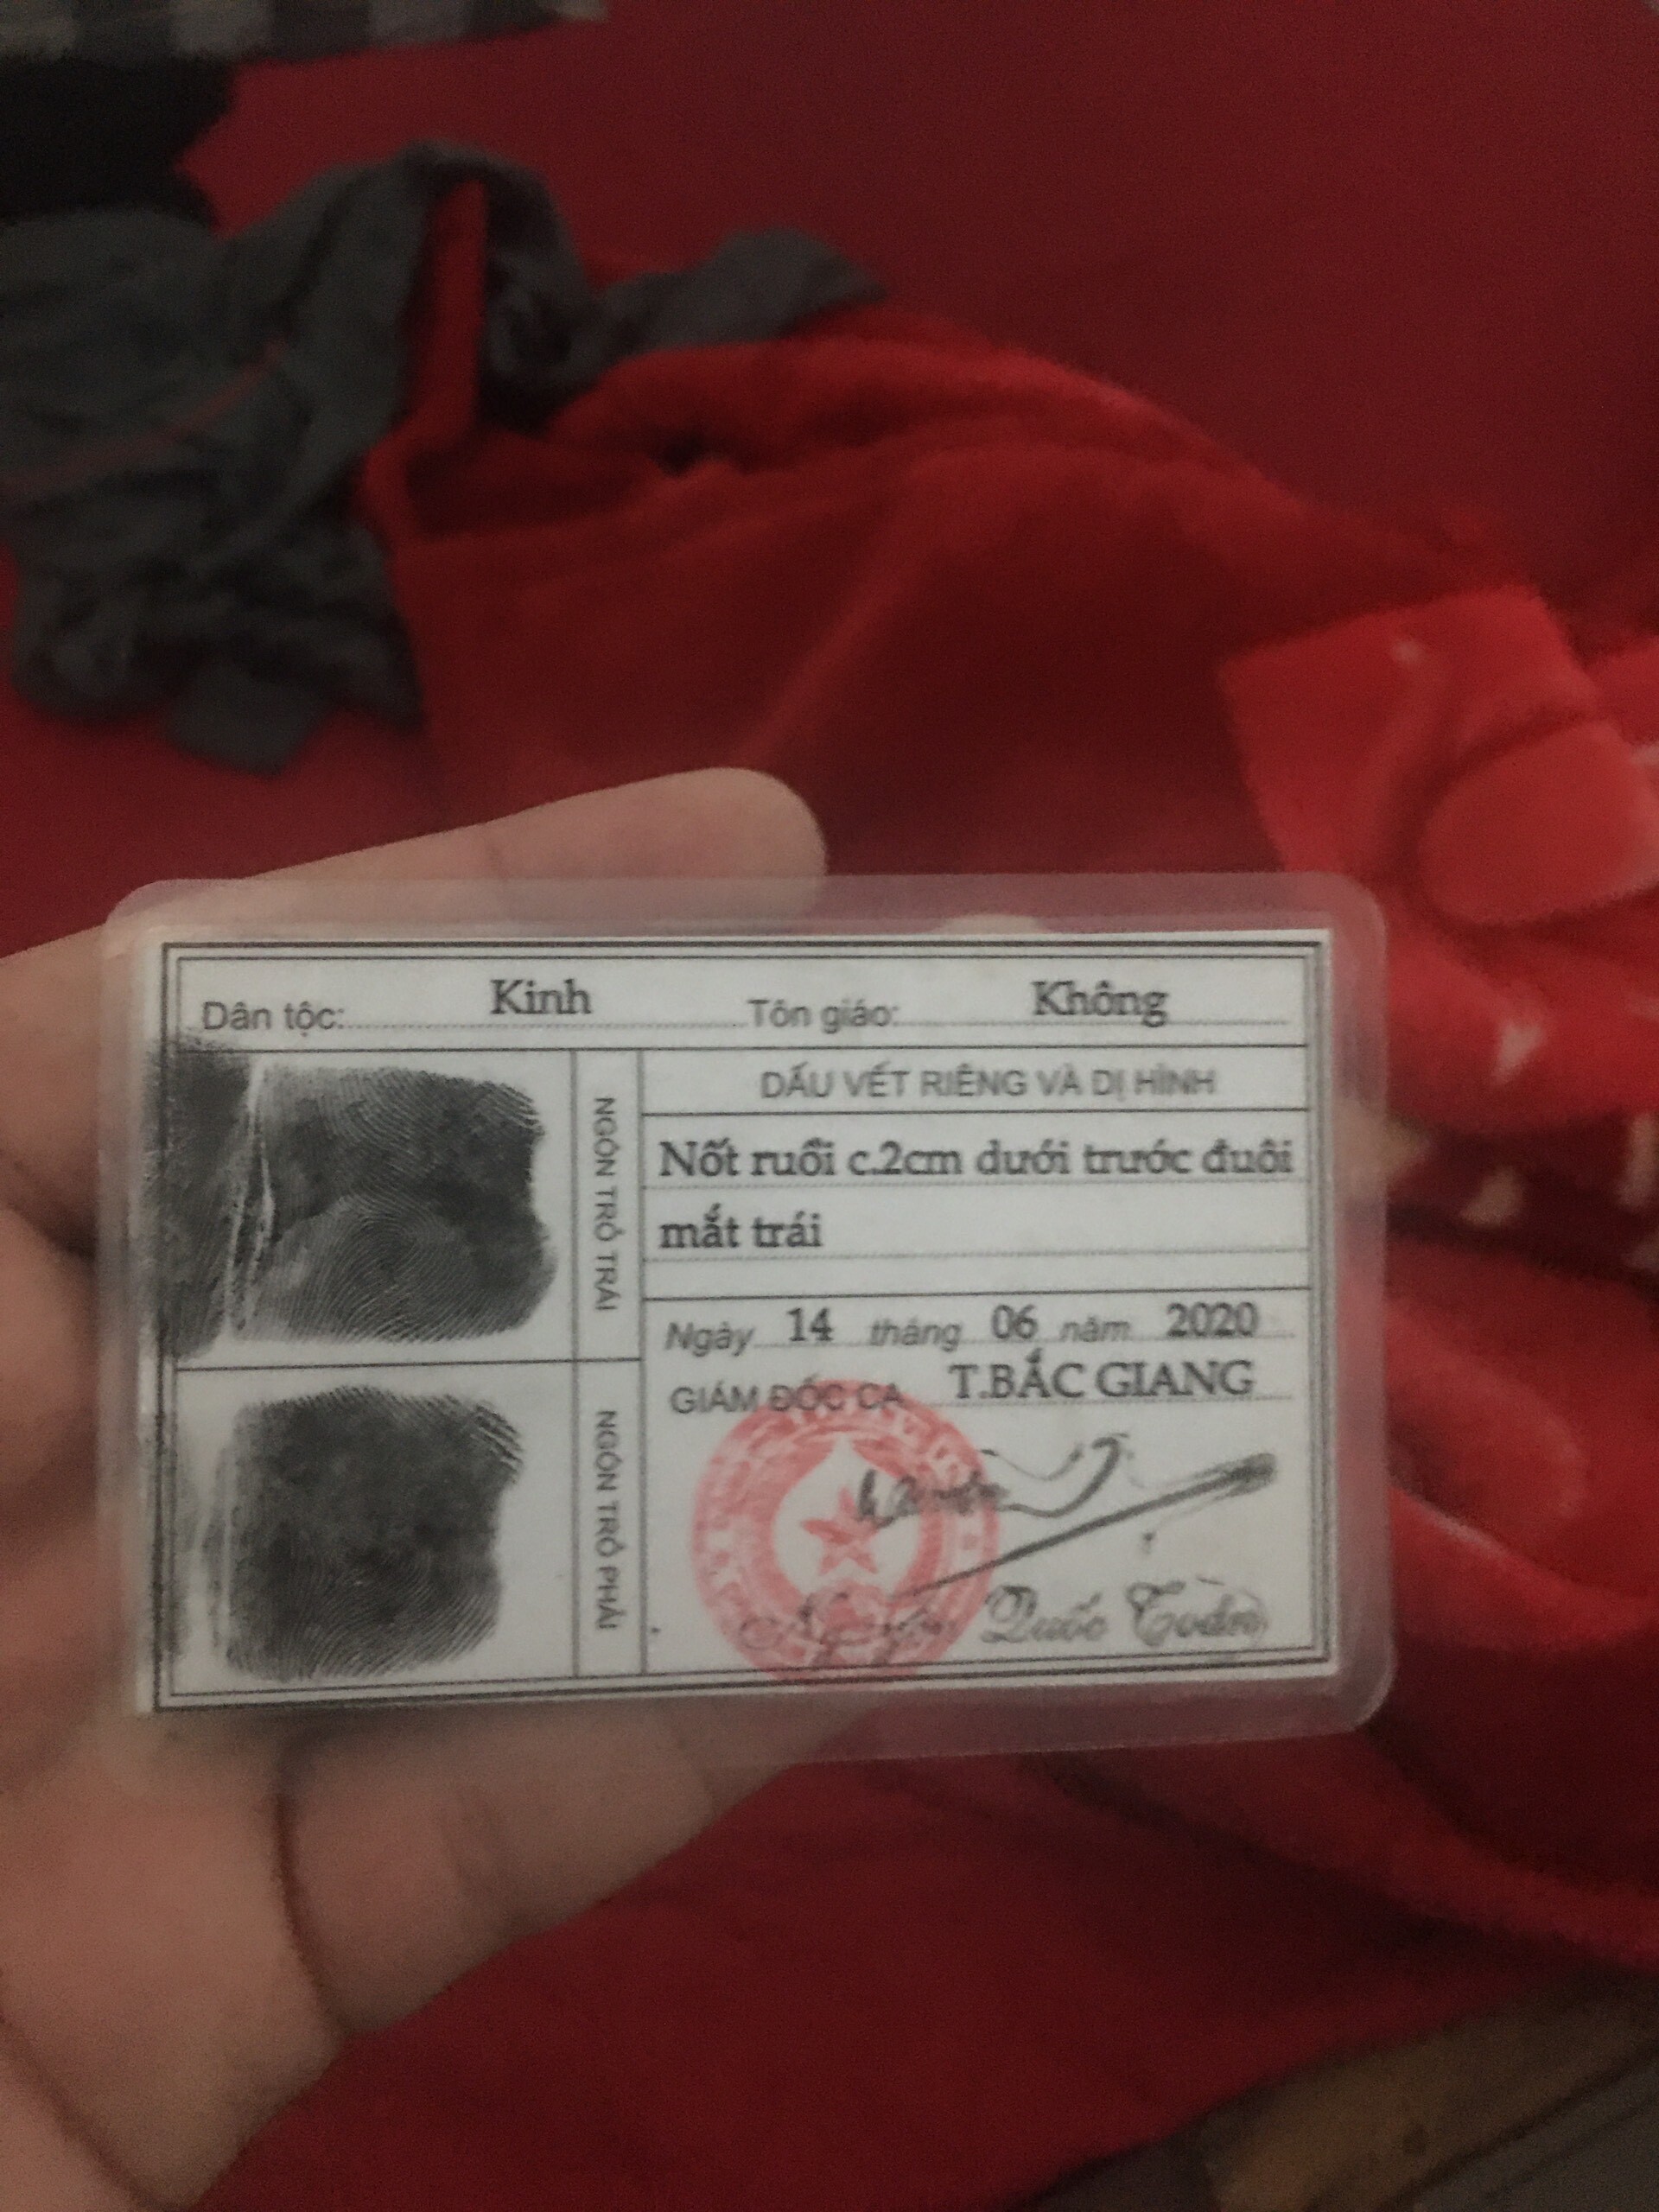 Dân tộc: Kinh Tôn giáo: Không
NGÓN TRỎ TRÁI
DẤU VẾT RIÊNG VÀ DỊ HÌNH
Nốt ruồi c.2cm dưới trước đuôi
mắt trái
Ngày 14 tháng 06 năm 2020
GIÁM ĐỐC CA T.BẮC GIANG
NGÓN TRỎ PHẢI
Quốc Toản